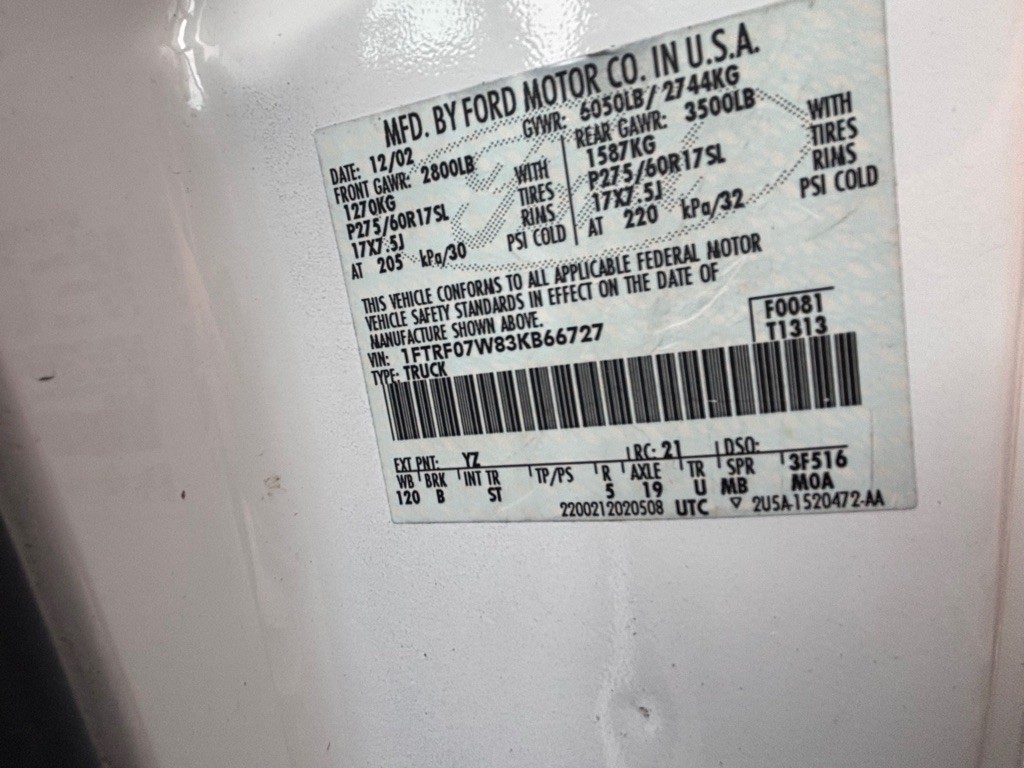 MFD. BY FORD MOTOR CO. IN U.S.A.
DATE: 12/02 GVWR: 6050LB/ 2744KG
FRONT GAWR: 2800LB REAR GAWR: 3500LB
1270KG WITH 1587KG WITH
P275/60R17SL TIRES P275/60R17SL TIRES
17X7.5J RIMS 17X7.5J RIMS
AT 205 kPa/30 PSI COLD AT 220 kPa/32 PSI COLD
THIS VEHICLE CONFORMS TO ALL APPLICABLE FEDERAL MOTOR
VEHICLE SAFETY STANDARDS IN EFFECT ON THE DATE OF
MANUFACTURE SHOWN ABOVE.
VIN: 1FTRF07W83KB66727 F0081
TYPE: TRUCK T1313
EXT PNT: YZ RC: 21 DSO:
WB BRK INT TR TP/PS R AXLE TR SPR 3F516
120 B ST 5 19 U MB MOA
2200212020508 UTC ▽ 2USA-1520472-AA